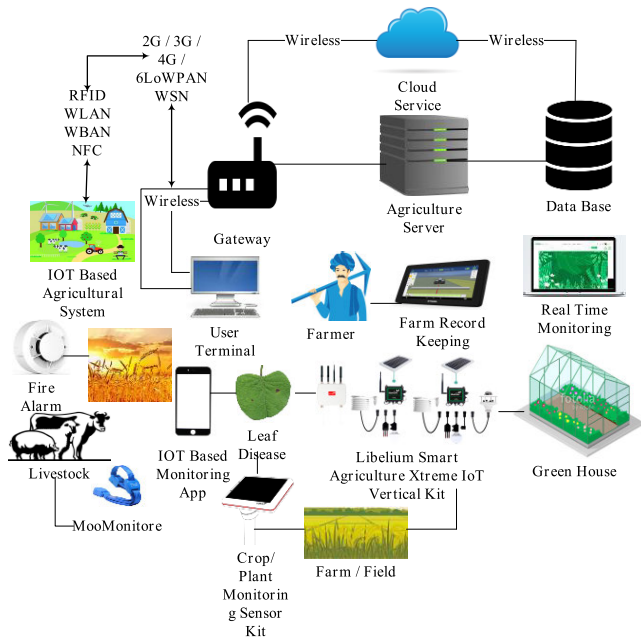 2G / 3G /
4G /
6LoWPAN
WSN
Wireless
Wireless
RFID
WLAN
WBAN
NFC
Cloud
Service
Wireless
Gateway
Agriculture
Server
Data Base
IOT Based
Agricultural
System
User
Terminal
Farmer
Farm Record
Keeping
Real Time
Monitoring
Fire
Alarm
Livestock
IOT Based
Monitoring
App
Leaf
Disease
Libelium Smart
Agriculture Xtreme IoT
Vertical Kit
fotolia
Green House
MooMonitore
Crop/
Plant
Monitorin
g Sensor
Kit
Farm / Field